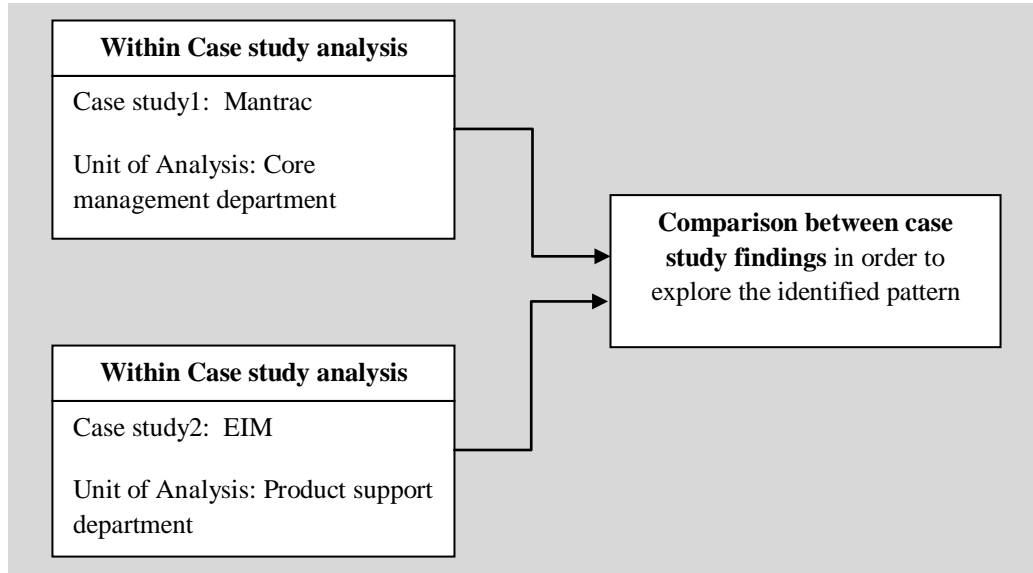 Within Case study analysis
Case study1:  Mantrac
Unit of Analysis: Core
management department
Comparison between case
study findings in order to
explore the identified pattern
Within Case study analysis
Case study2:  EIM
Unit of Analysis: Product support
department